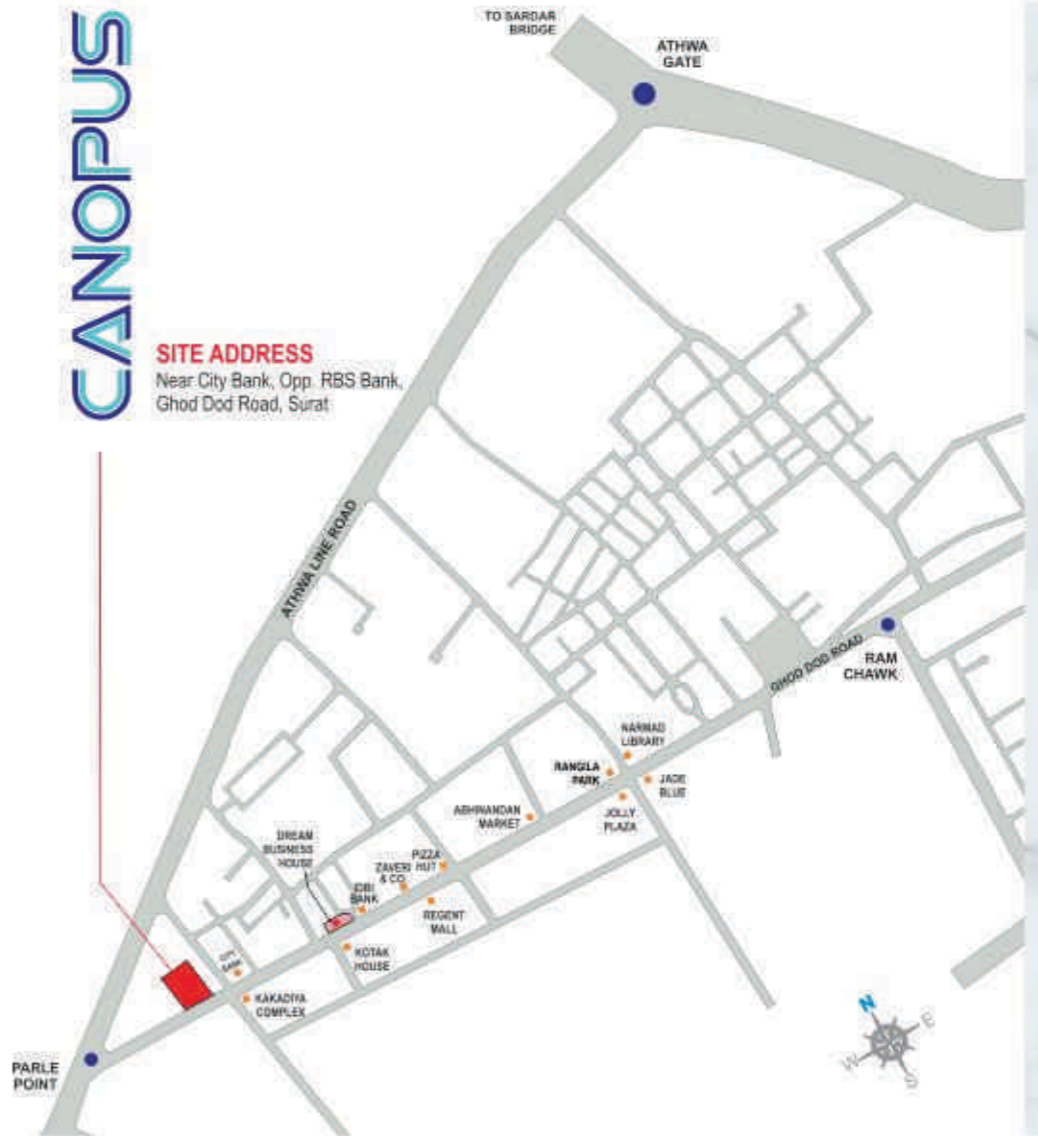 CANOPUS
TO SARDAR
BRIDGE
ATHWA
GATE
SITE ADDRESS
Near City Bank, Opp. RBS Bank,
Ghod Dod Road, Surat
ATHWA LINE ROAD
GHOD DOD ROAD
RAM
CHAWK
NARMAD
LIBRARY
RANGILA
PARK
JADE
BLUE
JOLLY
PLAZA
ABHINANDAN
MARKET
DREAM
BUSINESS
HOUSE
PIZZA
HUT
ZAVERI
& CO
IDBI
BANK
REGENT
MALL
KOTAK
HOUSE
CITY
BANK
KAKADIYA
COMPLEX
PARLE
POINT
N
E
W
S